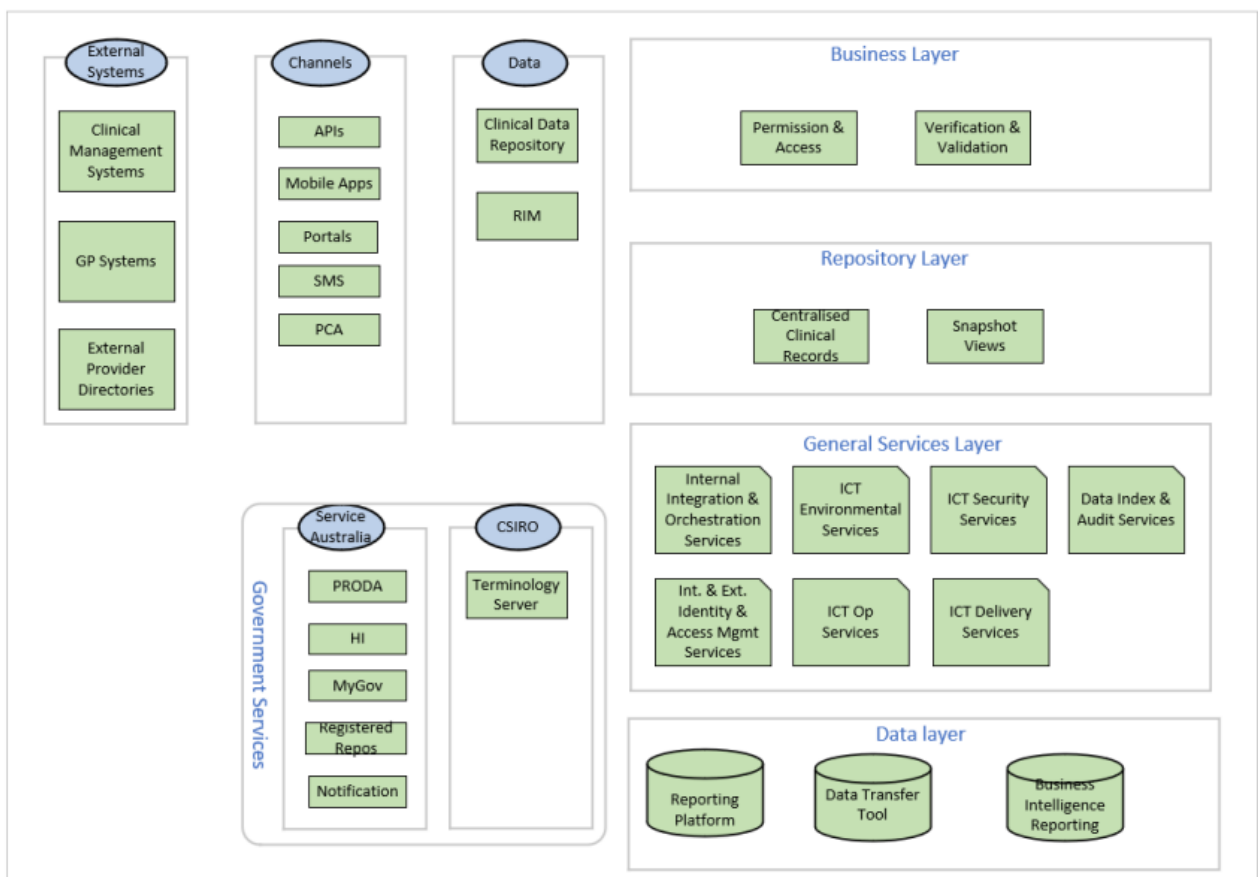 External
Systems
Clinical
Management
Systems
GP Systems
External
Provider
Directories
Channels
APIs
Mobile Apps
Portals
SMS
PCA
Data
Clinical Data
Repository
RIM
Business Layer
Permission &
Access
Verification &
Validation
Repository Layer
Centralised
Clinical
Records
Snapshot
Views
General Services Layer
Internal
Integration &
Orchestration
Services
ICT
Environmental
Services
ICT Security
Services
Data Index &
Audit Services
Int. & Ext.
Identity &
Access Mgmt
Services
ICT Op
Services
ICT Delivery
Services
Government Services
Service
Australia
PRODA
HI
MyGov
Registered
Repos
Notification
CSIRO
Terminology
Server
Data layer
Reporting
Platform
Data Transfer
Tool
Business
Intelligence
Reporting